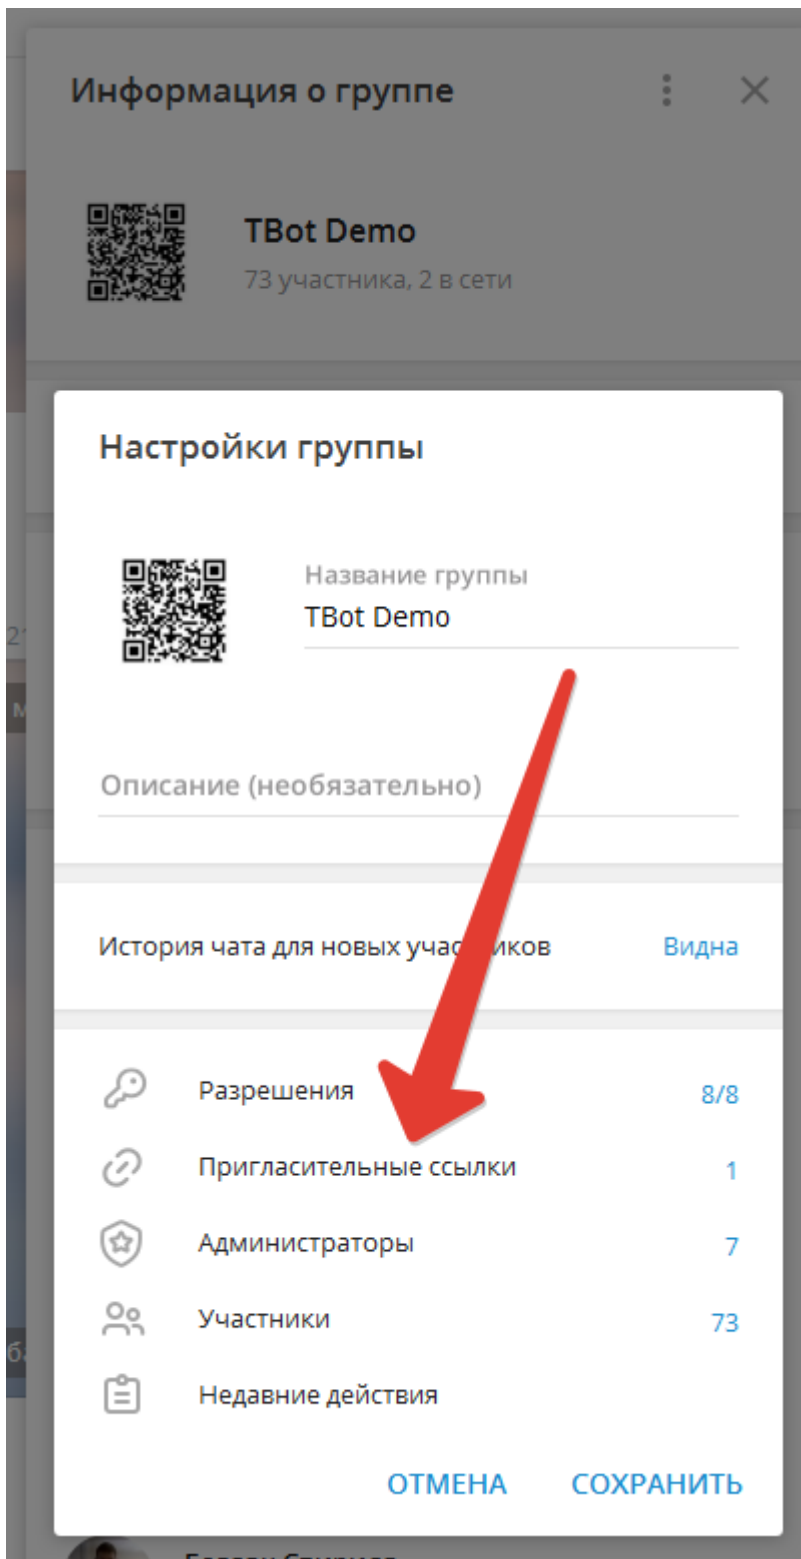 Информация о группе
TBot Demo
73 участника, 2 в сети
Настройки группы
Название группы
TBot Demo
Описание (необязательно)
История чата для новых Видна
Разрешения 8/8
Пригласительные ссылки 1
Администраторы 7
Участники 73
Недавние действия
ОТМЕНА СОХРАНИТЬ